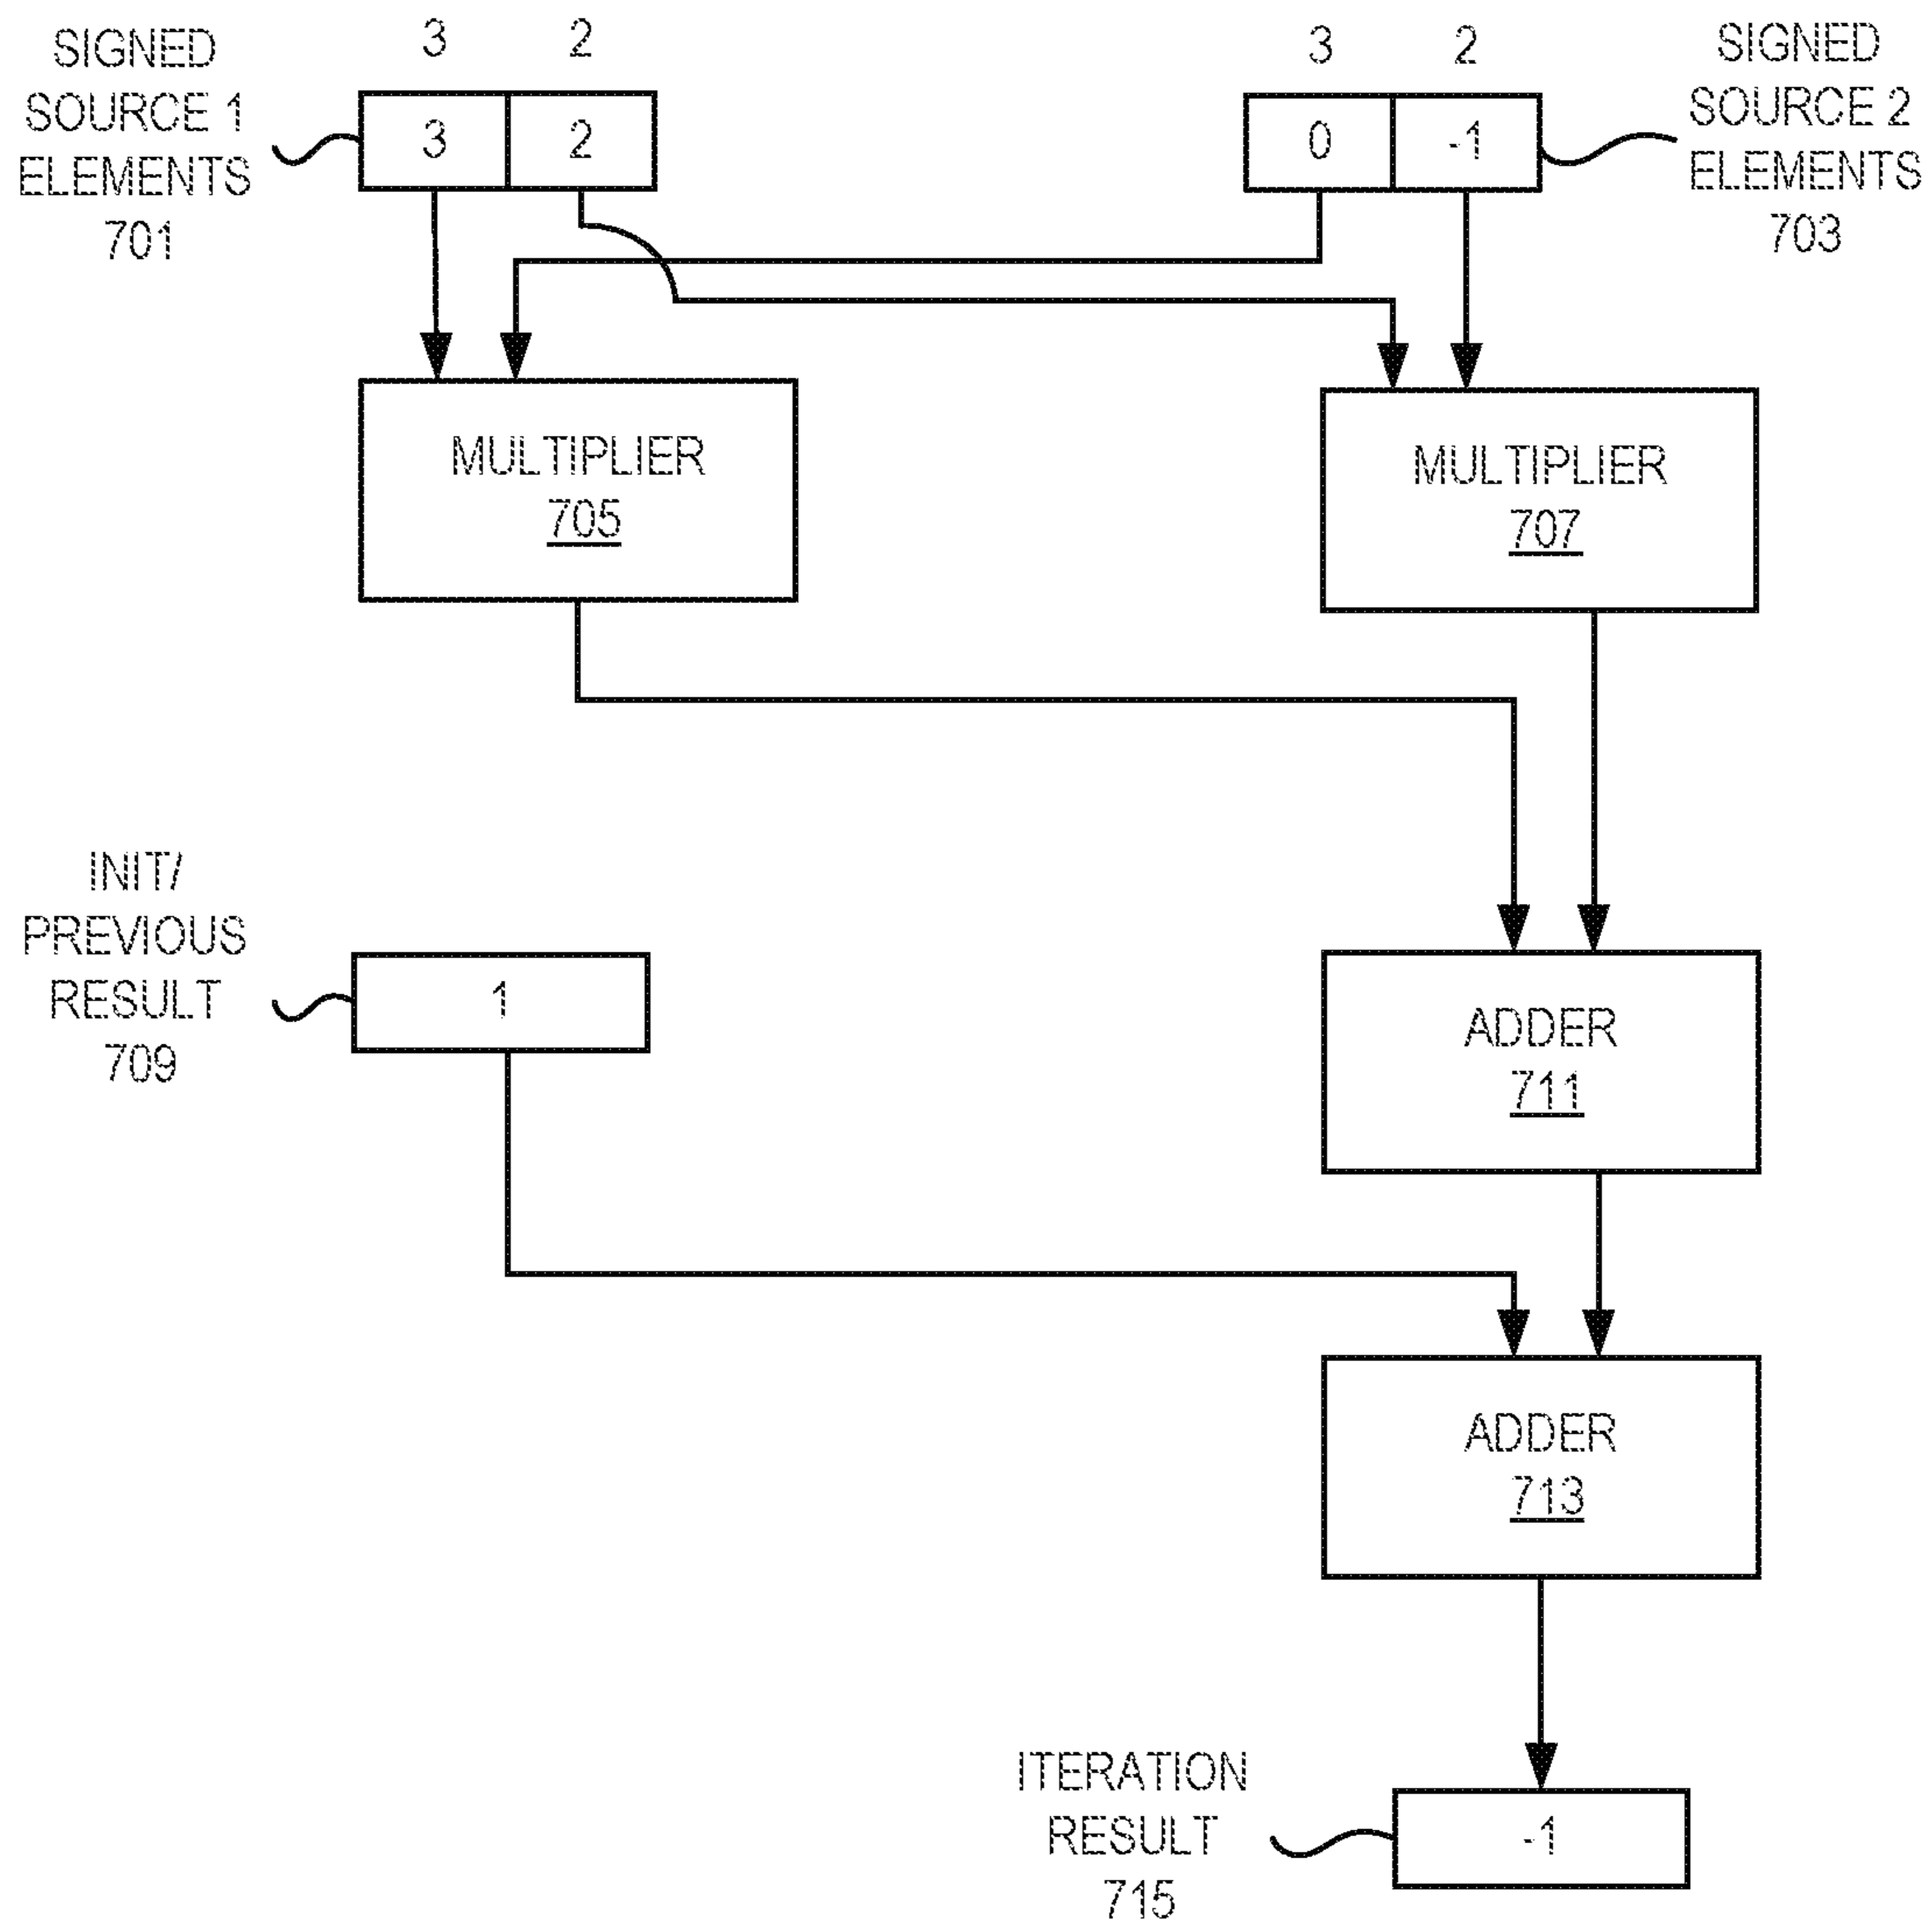 SIGNED
SOURCE 1
ELEMENTS
701
3 2
3 2
3 2
0 -1
SIGNED
SOURCE 2
ELEMENTS
703
MULTIPLIER
705
MULTIPLIER
707
INIT/
PREVIOUS
RESULT
709
1
ADDER
711
ADDER
713
ITERATION
RESULT
715
-1